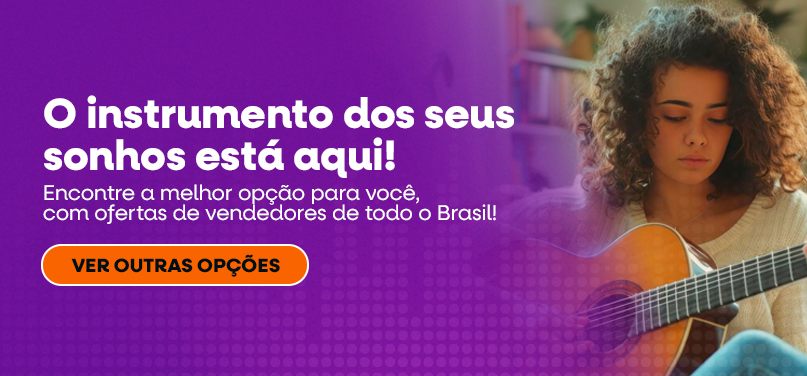 O instrumento dos seus
sonhos está aqui!
Encontre a melhor opção para você,
com ofertas de vendedores de todo o Brasil!
VER OUTRAS OPÇÕES